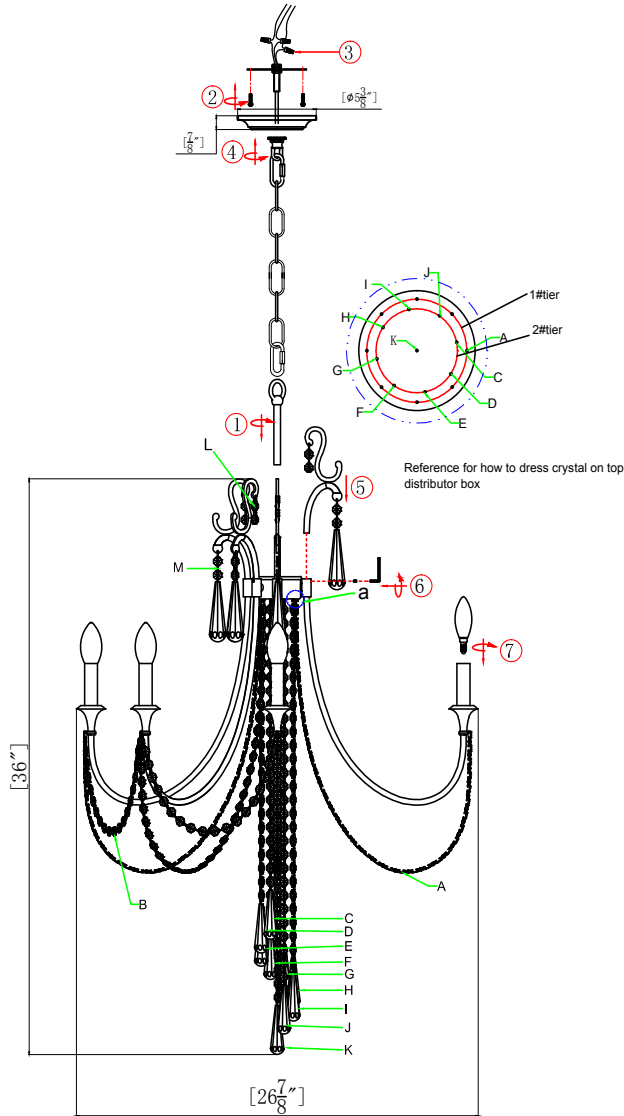 3
2
[ø5 3/8"]
[7/8"]
4
I
J
1#tier
H
2#tier
K
A
G
C
D
F
E
1
L
Reference for how to dress crystal on top
distributor box
5
M
6
a
7
[36"]
B
A
C
D
E
F
G
H
I
J
K
[26 7/8"]